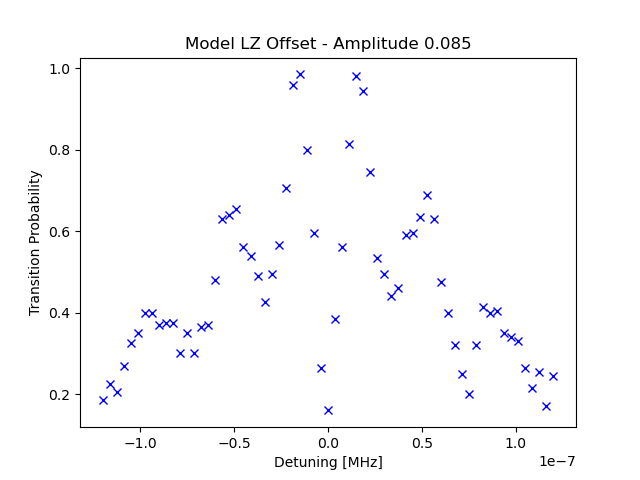 Model LZ Offset - Amplitude 0.085
1.0
0.8
0.6
0.4
0.2
Transition Probability
−1.0 −0.5 0.0 0.5 1.0
1e−7
Detuning [MHz]